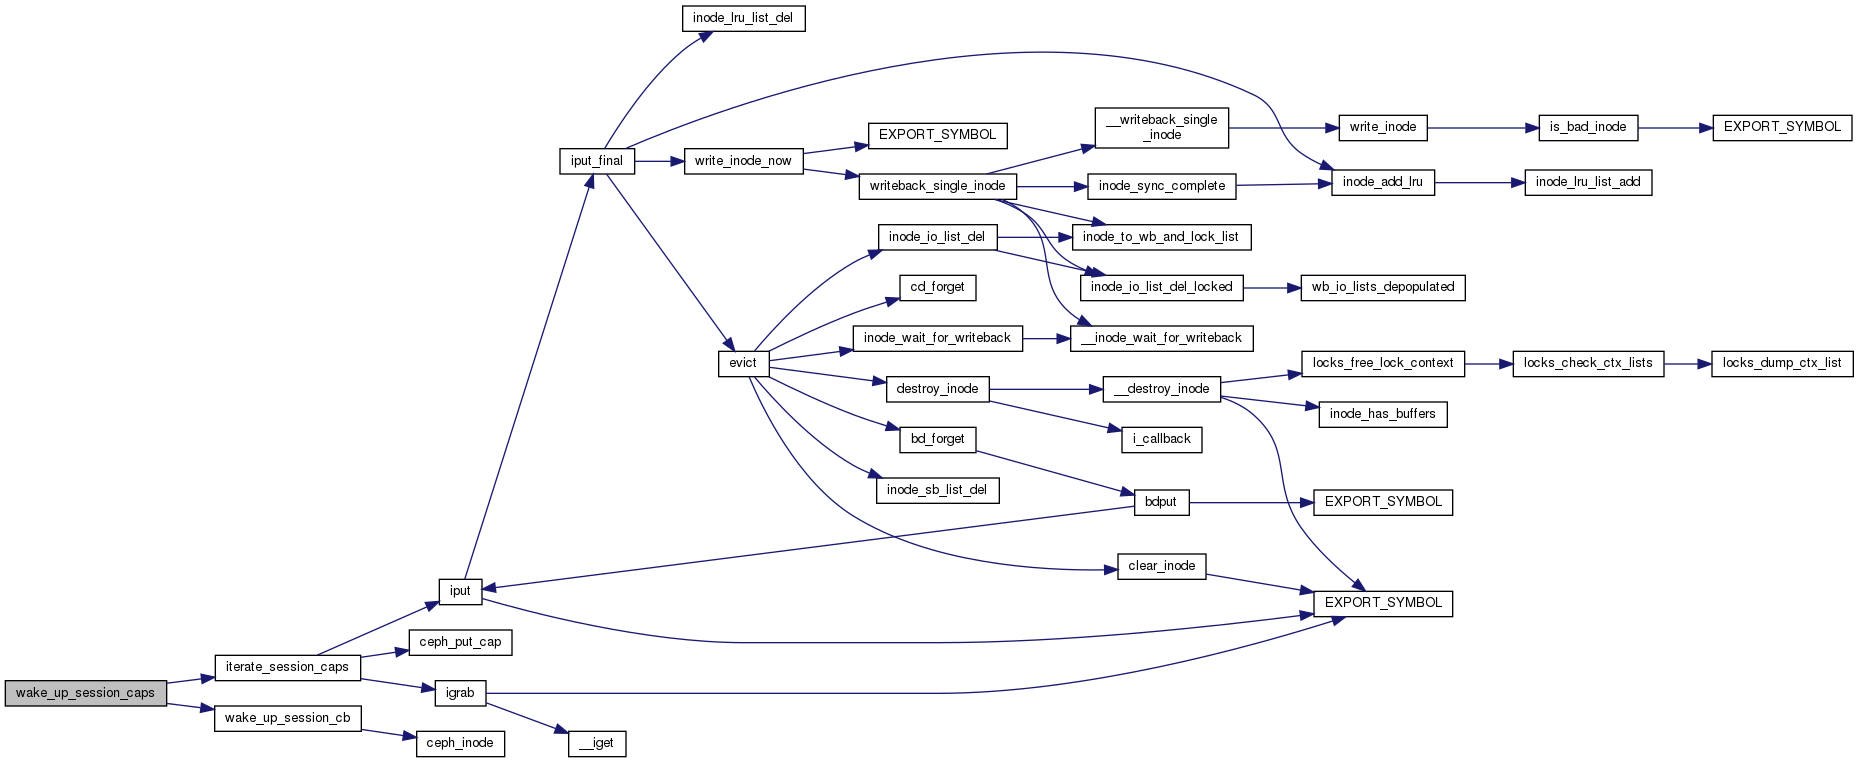 inode_lru_list_del
__writeback_single
_inode
write_inode
is_bad_inode
EXPORT_SYMBOL
EXPORT_SYMBOL
iput_final
write_inode_now
writeback_single_inode
inode_sync_complete
inode_add_lru
inode_lru_list_add
inode_io_list_del
inode_to_wb_and_lock_list
cd_forget
inode_io_list_del_locked
wb_io_lists_depopulated
inode_wait_for_writeback
__inode_wait_for_writeback
evict
locks_free_lock_context
locks_check_ctx_lists
locks_dump_ctx_list
destroy_inode
__destroy_inode
inode_has_buffers
bd_forget
i_callback
inode_sb_list_del
bdput
EXPORT_SYMBOL
clear_inode
iput
EXPORT_SYMBOL
ceph_put_cap
iterate_session_caps
wake_up_session_caps
igrab
wake_up_session_cb
ceph_inode
__iget